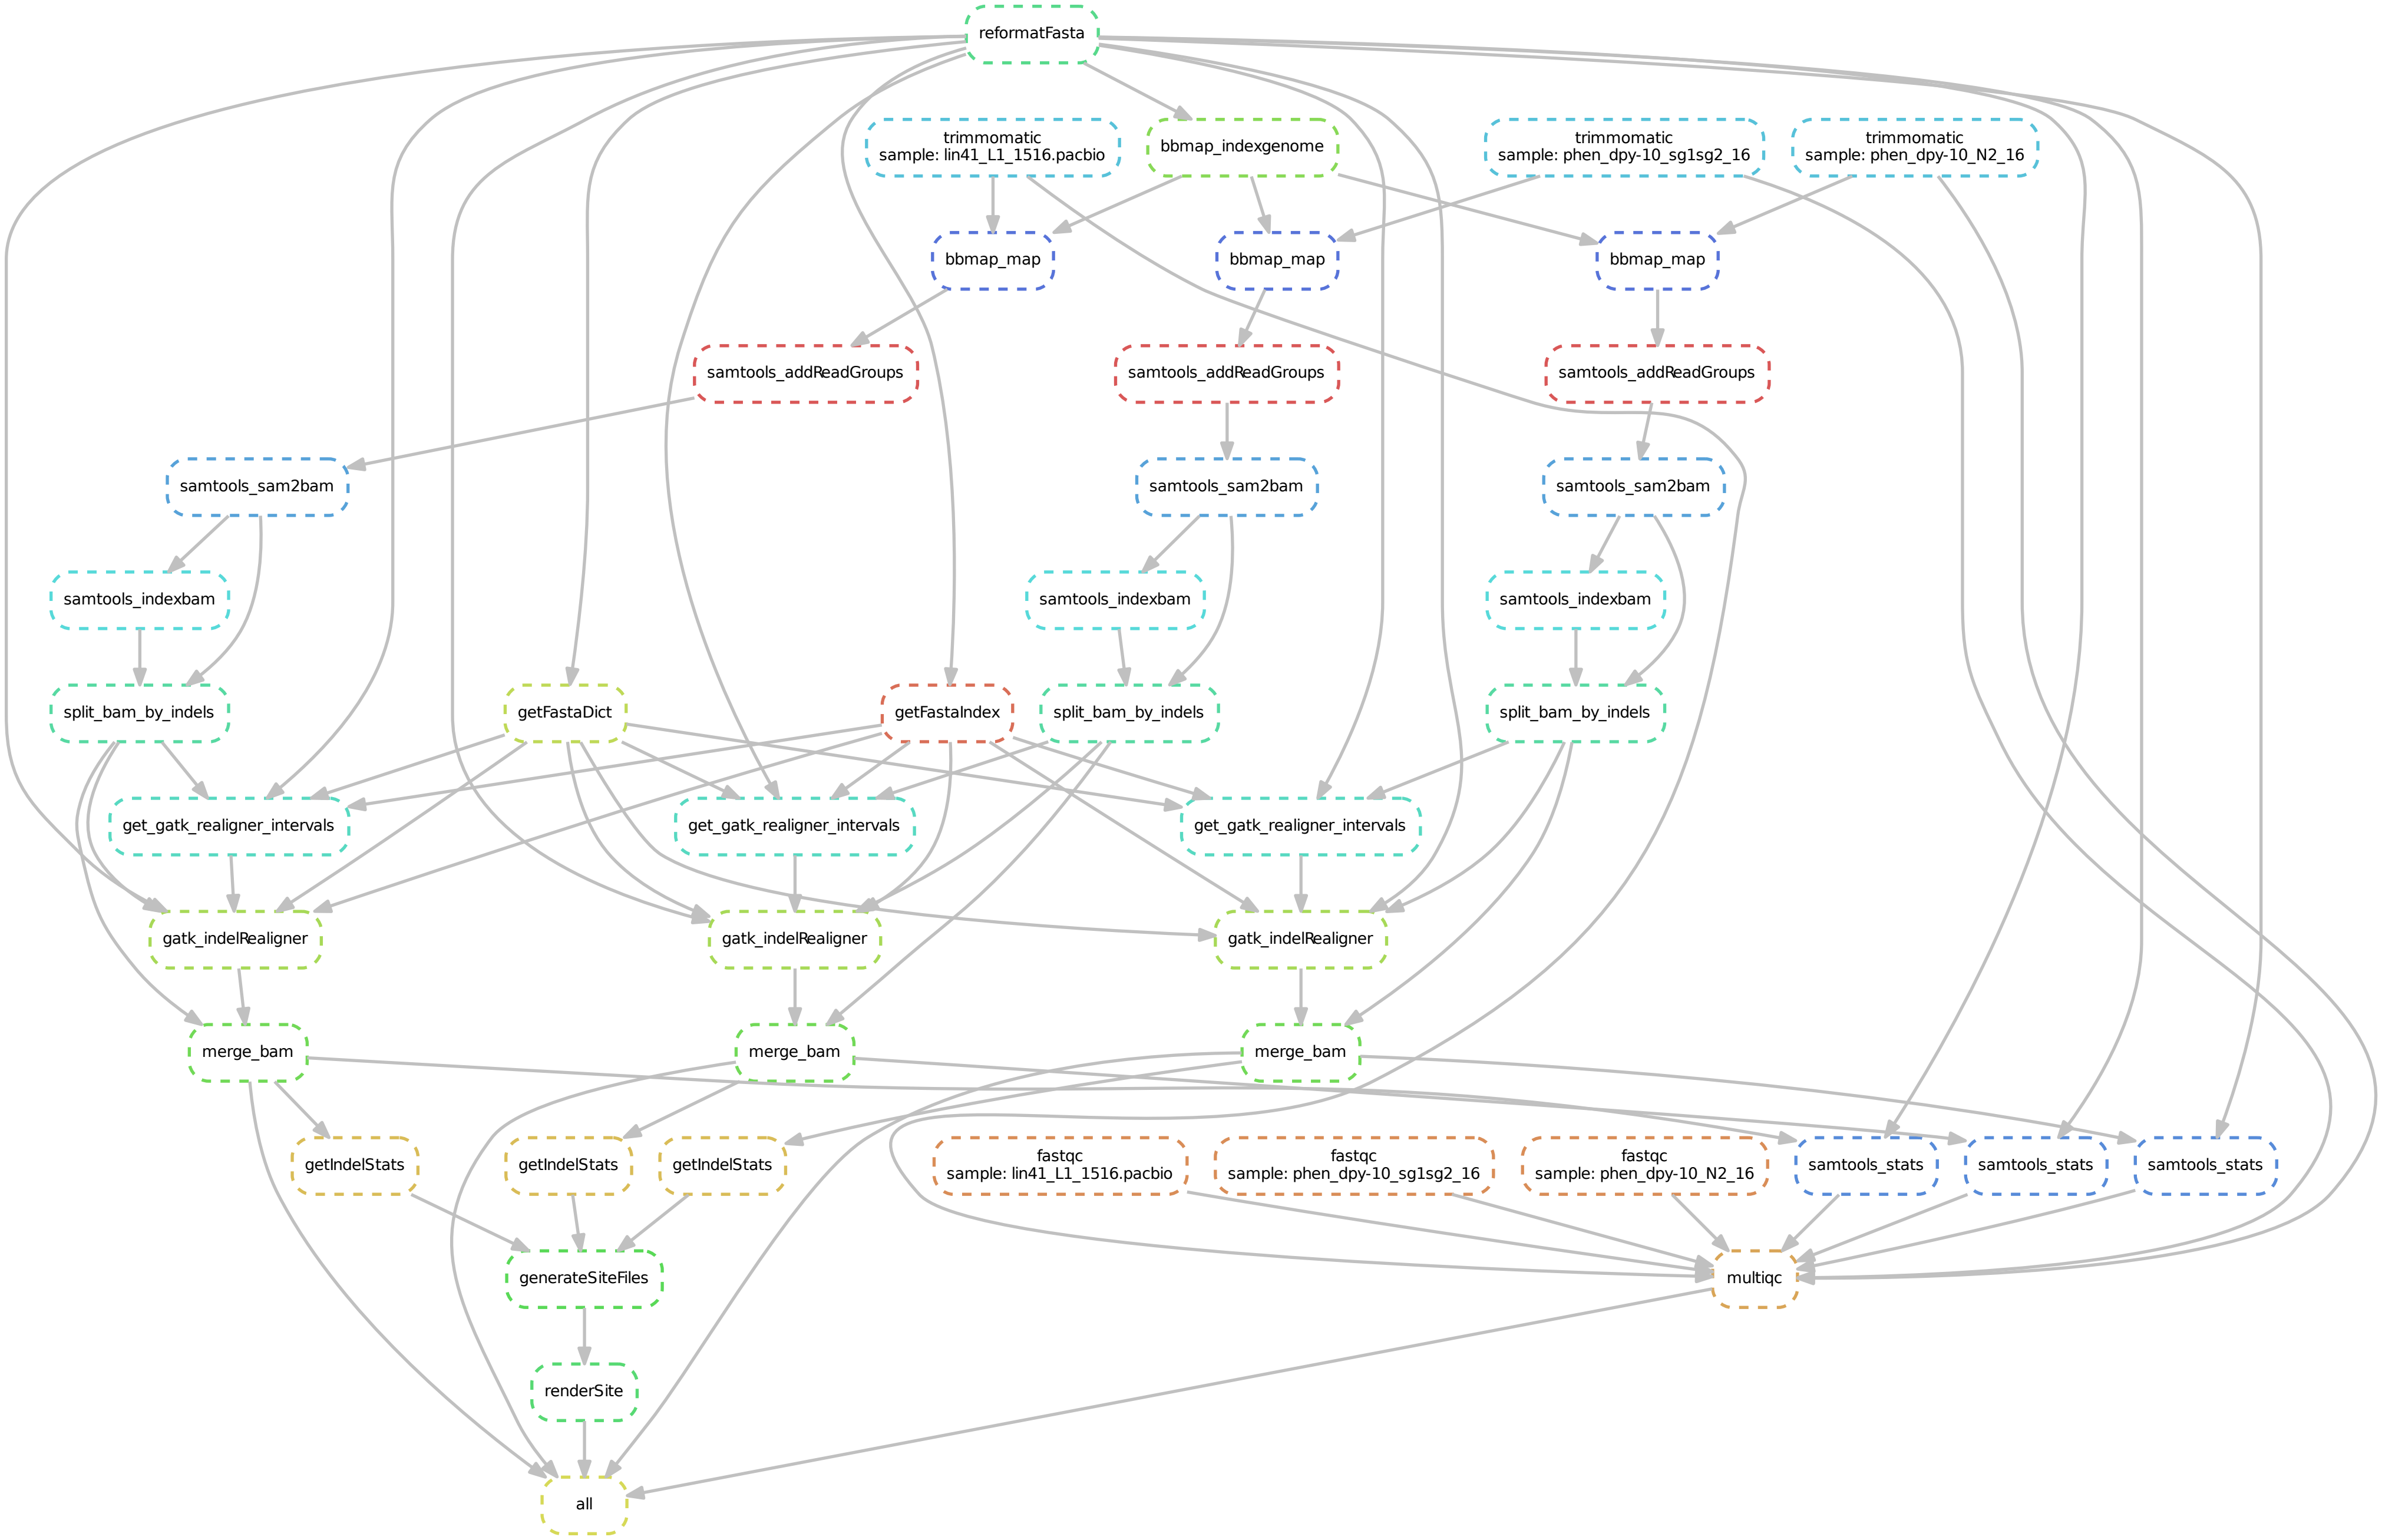 reformatFasta
trimmomatic
sample: lin41_L1_1516.pacbio
bbmap_indexgenome
trimmomatic
sample: phen_dpy-10_sg1sg2_16
trimmomatic
sample: phen_dpy-10_N2_16
bbmap_map
bbmap_map
bbmap_map
samtools_addReadGroups
samtools_addReadGroups
samtools_addReadGroups
samtools_sam2bam
samtools_sam2bam
samtools_sam2bam
samtools_indexbam
samtools_indexbam
samtools_indexbam
split_bam_by_indels
getFastaDict
getFastaIndex
split_bam_by_indels
split_bam_by_indels
get_gatk_realigner_intervals
get_gatk_realigner_intervals
get_gatk_realigner_intervals
gatk_indelRealigner
gatk_indelRealigner
gatk_indelRealigner
merge_bam
merge_bam
merge_bam
getIndelStats
getIndelStats
getIndelStats
fastqc
sample: lin41_L1_1516.pacbio
fastqc
sample: phen_dpy-10_sg1sg2_16
fastqc
sample: phen_dpy-10_N2_16
samtools_stats
samtools_stats
samtools_stats
generateSiteFiles
multiqc
renderSite
all